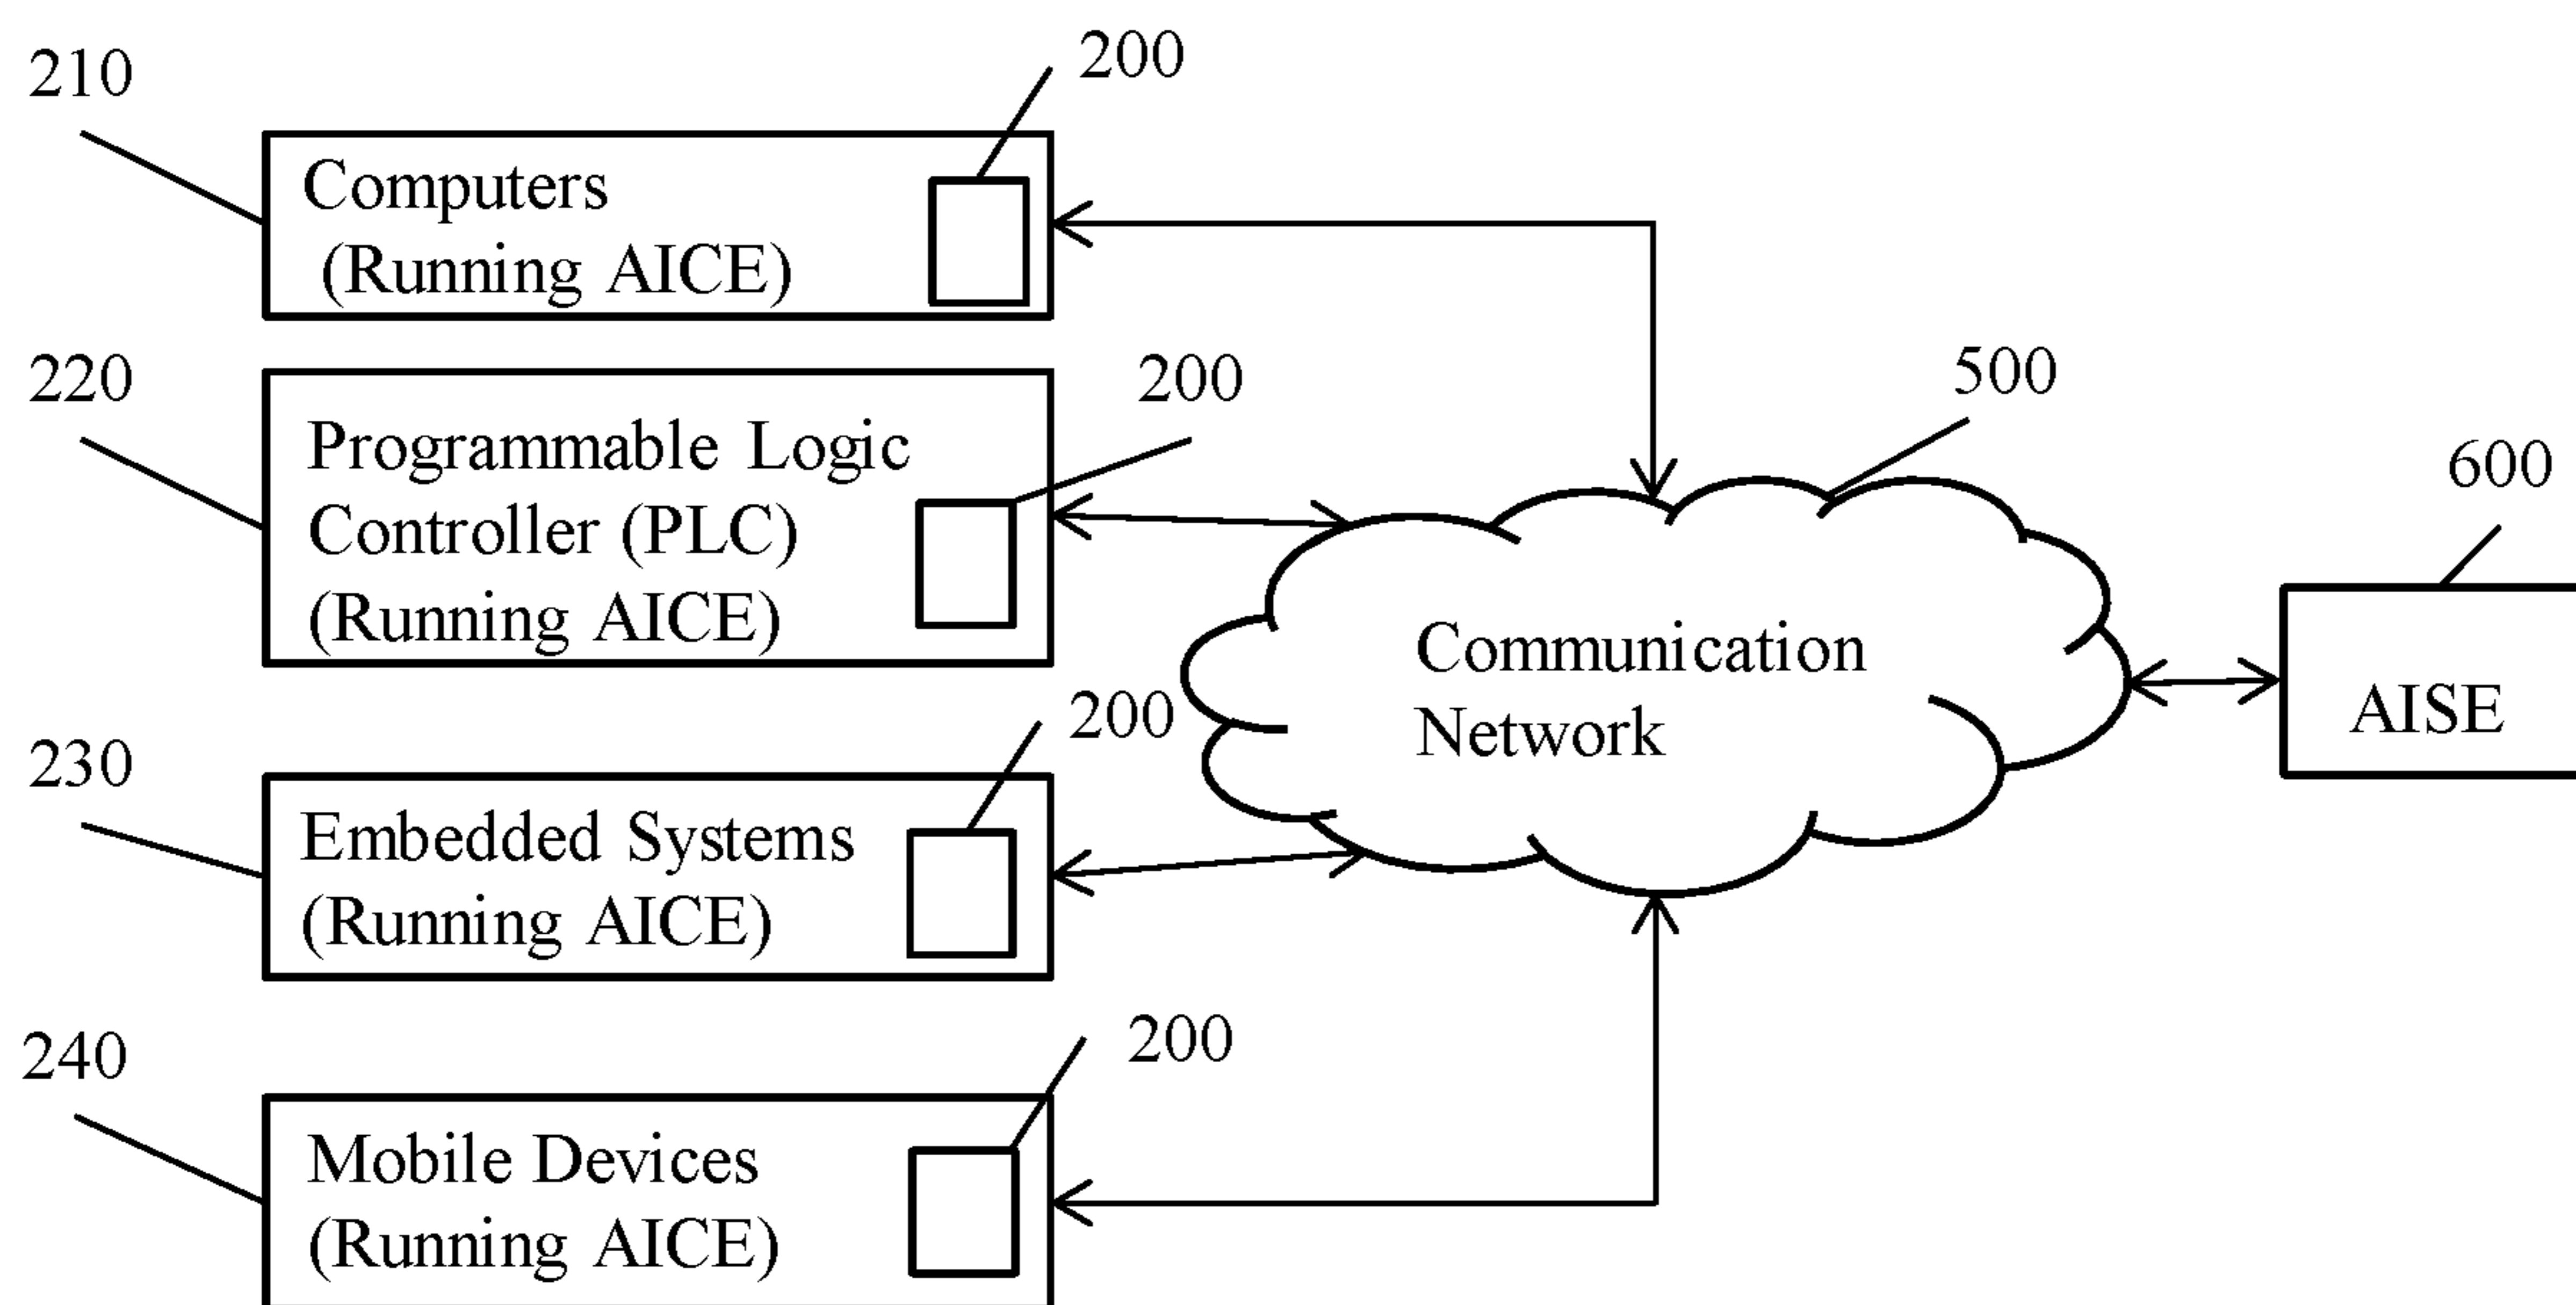 210
200
Computers
(Running AICE)
220
200
Programmable Logic
Controller (PLC)
(Running AICE)
500
600
Communication
Network
AISE
230
200
Embedded Systems
(Running AICE)
240
200
Mobile Devices
(Running AICE)